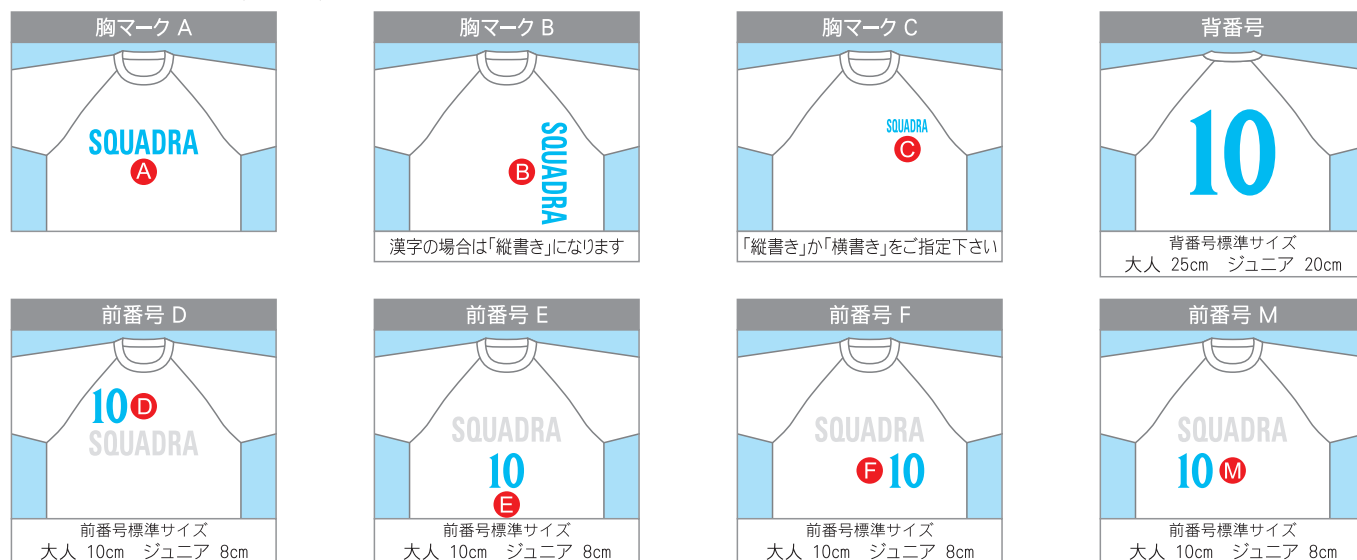 胸マーク A
SQUADRA
A
胸マーク B
SQUADRA
B
漢字の場合は「縦書き」になります
胸マーク C
SQUADRA
C
「縦書き」か「横書き」をご指定下さい
背番号
10
背番号標準サイズ
大人 25cm ジュニア 20cm
前番号 D
10 D
SQUADRA
前番号標準サイズ
大人 10cm ジュニア 8cm
前番号 E
SQUADRA
10
E
前番号標準サイズ
大人 10cm ジュニア 8cm
前番号 F
SQUADRA
F 10
前番号標準サイズ
大人 10cm ジュニア 8cm
前番号 M
SQUADRA
10 M
前番号標準サイズ
大人 10cm ジュニア 8cm